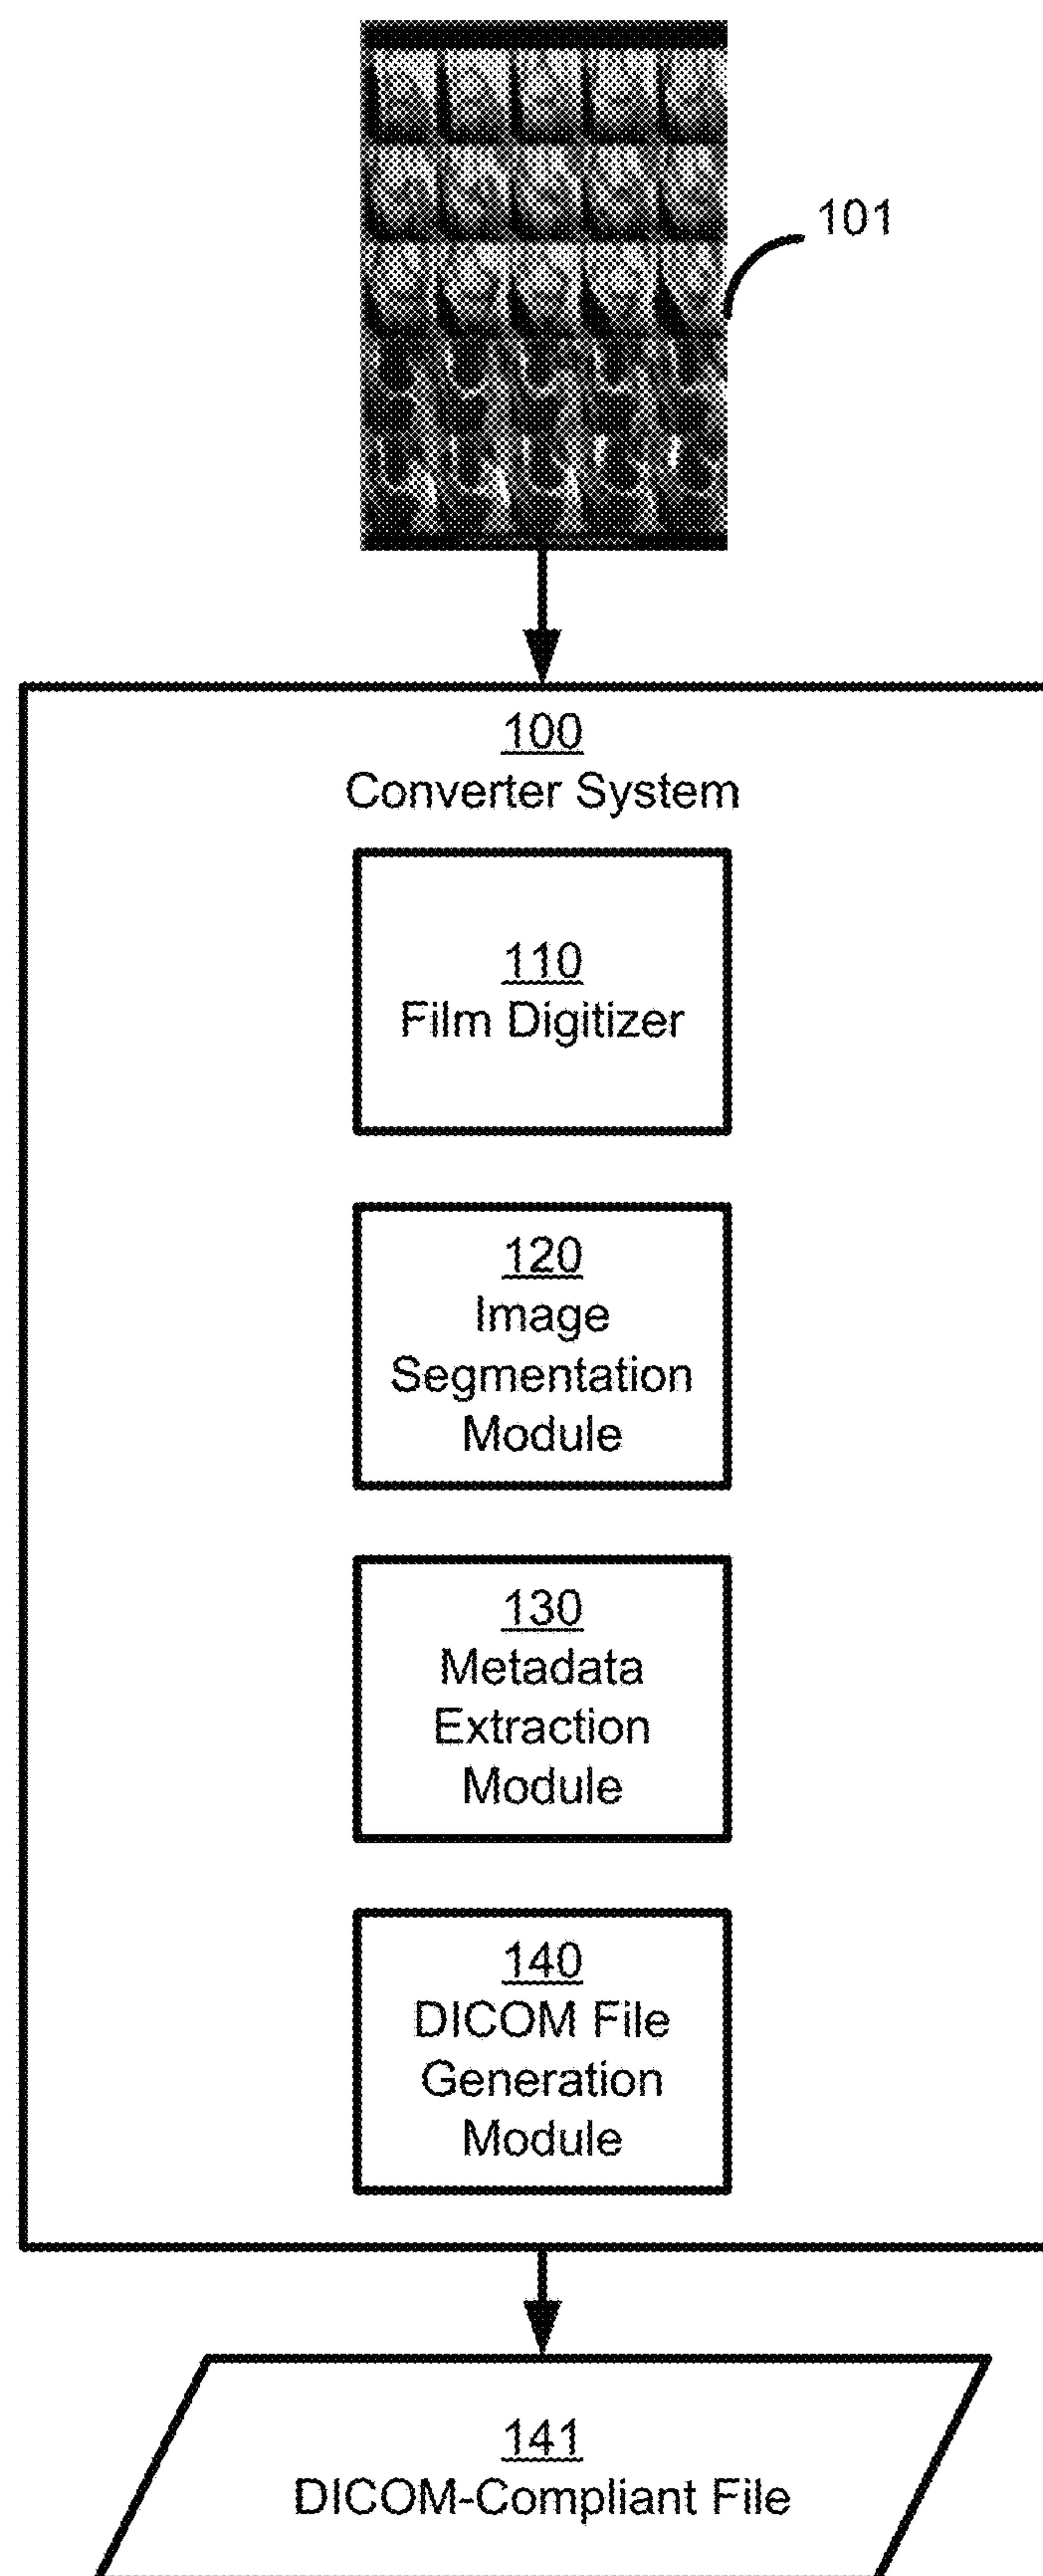 101
100
Converter System
110
Film Digitizer
120
Image
Segmentation
Module
130
Metadata
Extraction
Module
140
DICOM File
Generation
Module
141
DICOM-Compliant File